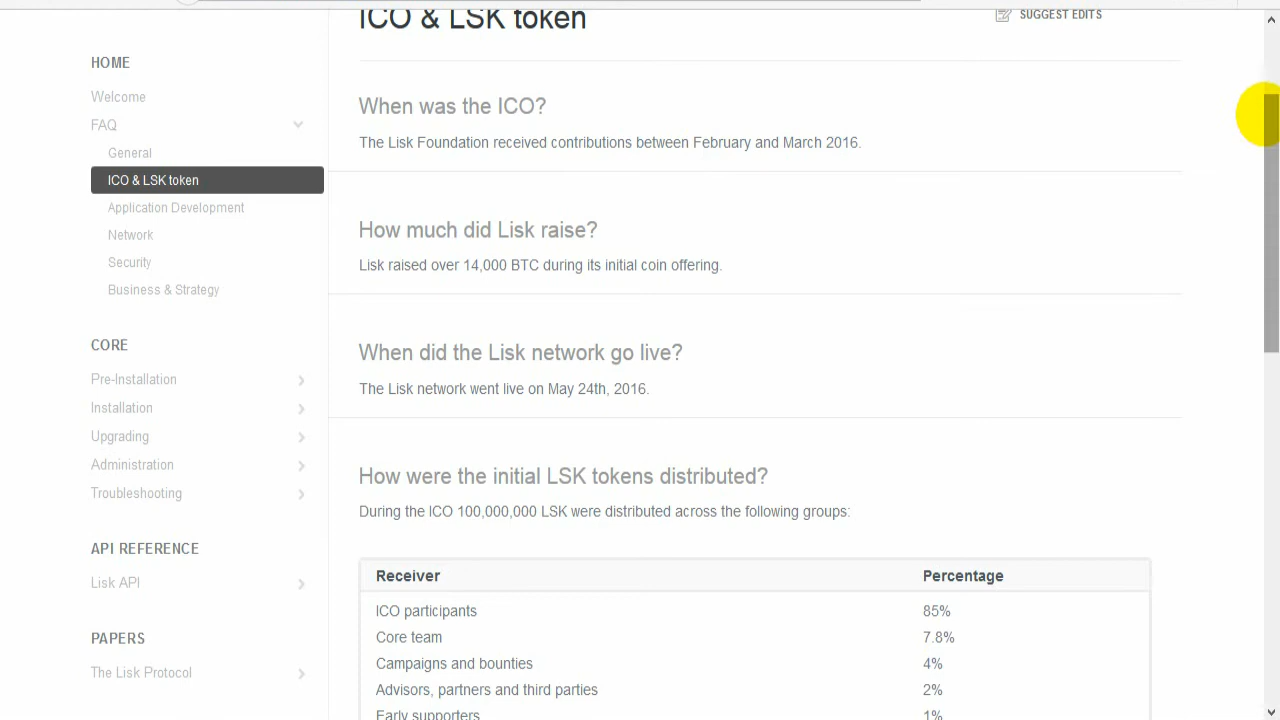 ICO & LSK token
SUGGEST EDITS
HOME
Welcome
FAQ
General
ICO & LSK token
Application Development
Network
Security
Business & Strategy
CORE
Pre-Installation
Installation
Upgrading
Administration
Troubleshooting
API REFERENCE
Lisk API
PAPERS
The Lisk Protocol
When was the ICO?
The Lisk Foundation received contributions between February and March 2016.
How much did Lisk raise?
Lisk raised over 14,000 BTC during its initial coin offering.
When did the Lisk network go live?
The Lisk network went live on May 24th, 2016.
How were the initial LSK tokens distributed?
During the ICO 100,000,000 LSK were distributed across the following groups:
Receiver Percentage
ICO participants 85%
Core team 7.8%
Campaigns and bounties 4%
Advisors, partners and third parties 2%
Early supporters 1%